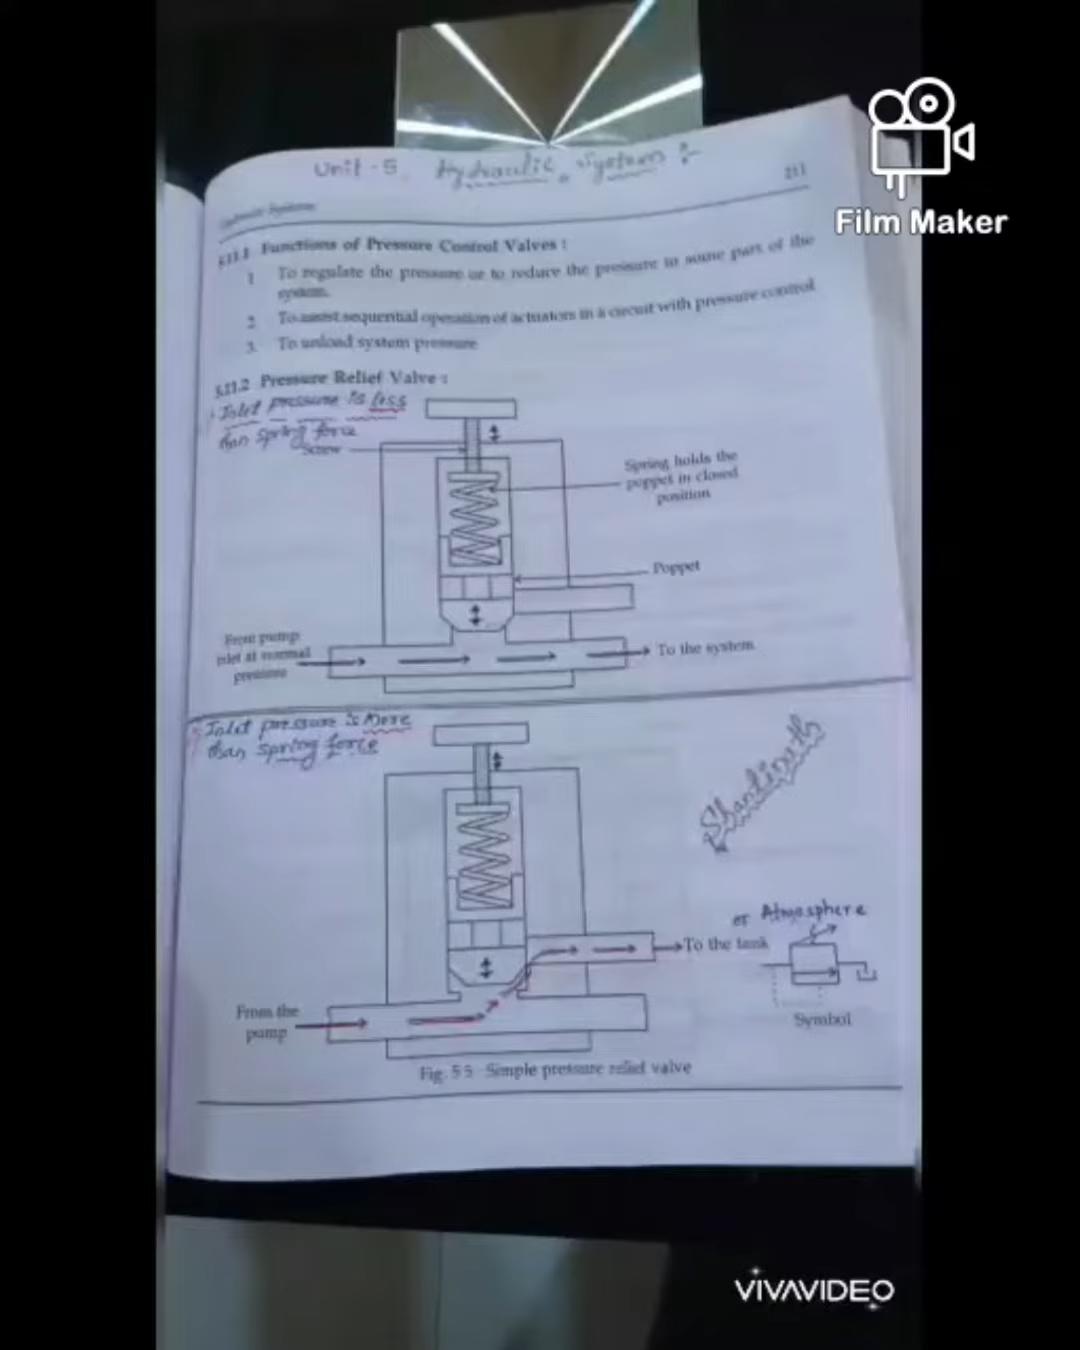 Unit - 5. Hydraulic System :-
211
Hydraulic Systems
5.11.1 Functions of Pressure Control Valves :
1. To regulate the pressure or to reduce the pressure in some part of the
system.
2. To assist sequential operation of actuators in a circuit with pressure control
3. To unload system pressure
5.11.2 Pressure Relief Valve :
Inlet pressure is less
than spring force
Screw
Spring holds the
poppet in closed
position
Poppet
From pump
inlet at normal
pressure
To the system
Inlet pressure is More
than spring force
or Atmosphere
To the tank
From the
pump
Symbol
Fig. 5.5 Simple pressure relief valve
Film Maker
VIVAVIDEO